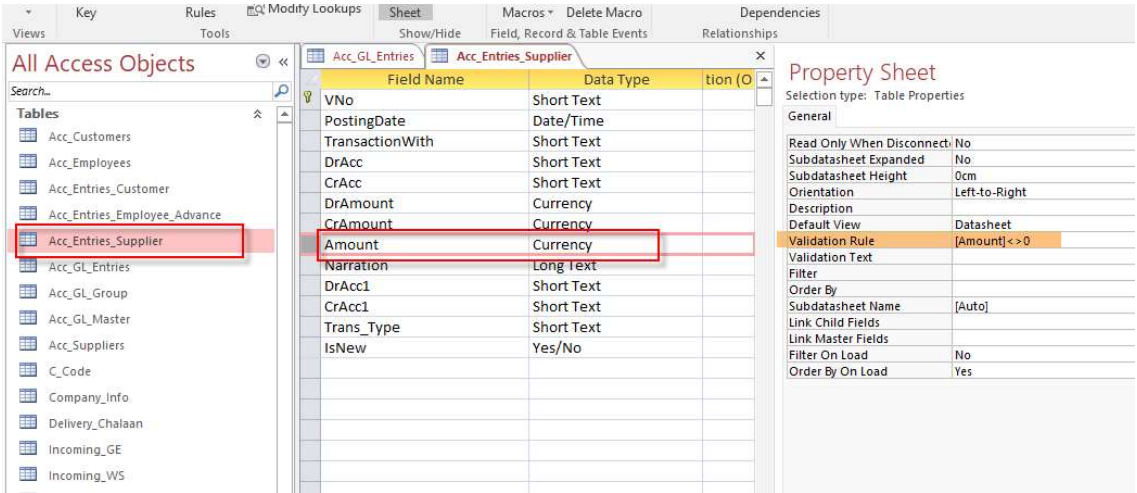 Key Rules Modify Lookups Sheet Macros Delete Macro Dependencies
Views Tools Show/Hide Field, Record & Table Events Relationships
All Access Objects «
Search...
Tables
Acc_Customers
Acc_Employees
Acc_Entries_Customer
Acc_Entries_Employee_Advance
Acc_Entries_Supplier
Acc_GL_Entries
Acc_GL_Group
Acc_GL_Master
Acc_Suppliers
C_Code
Company_Info
Delivery_Chalaan
Incoming_GE
Incoming_WS
Acc_GL_Entries Acc_Entries_Supplier ×
Field Name Data Type tion (O
VNo Short Text
PostingDate Date/Time
TransactionWith Short Text
DrAcc Short Text
CrAcc Short Text
DrAmount Currency
CrAmount Currency
Amount Currency
Narration Long Text
DrAcc1 Short Text
CrAcc1 Short Text
Trans_Type Short Text
IsNew Yes/No
Property Sheet
Selection type: Table Properties
General
Read Only When Disconnect No
Subdatasheet Expanded No
Subdatasheet Height 0cm
Orientation Left-to-Right
Description
Default View Datasheet
Validation Rule [Amount]<>0
Validation Text
Filter
Order By
Subdatasheet Name [Auto]
Link Child Fields
Link Master Fields
Filter On Load No
Order By On Load Yes